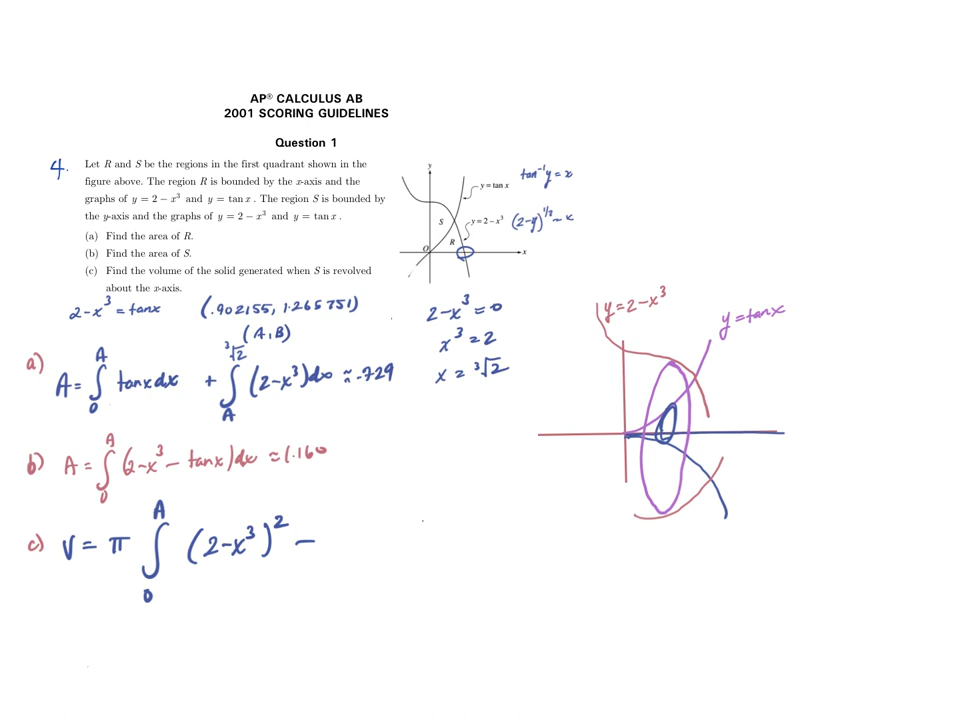 AP® CALCULUS AB
2001 SCORING GUIDELINES
Question 1
4.
Let R and S be the regions in the first quadrant shown in the
figure above. The region R is bounded by the x-axis and the
graphs of y = 2 − x³ and y = tan x. The region S is bounded by
the y-axis and the graphs of y = 2 − x³ and y = tan x.
(a) Find the area of R.
(b) Find the area of S.
(c) Find the volume of the solid generated when S is revolved
about the x-axis.
y
y = tan x
S
y = 2 − x³
R
O
x
tan⁻¹y = x
(2-y)^(1/3) = x
2-x³ = tanx
(.902155, 1.265751)
(A, B)
2-x³ = 0
x³ = 2
x = ³√2
a) A = ∫₀ᴬ tanx dx + ∫_A^(³√2) (2-x³)dx ≈ .729
b) A = ∫₀ᴬ (2-x³ - tanx)dx ≈ 1.160
c) V = π ∫₀ᴬ (2-x³)² −
y = 2-x³
y = tanx